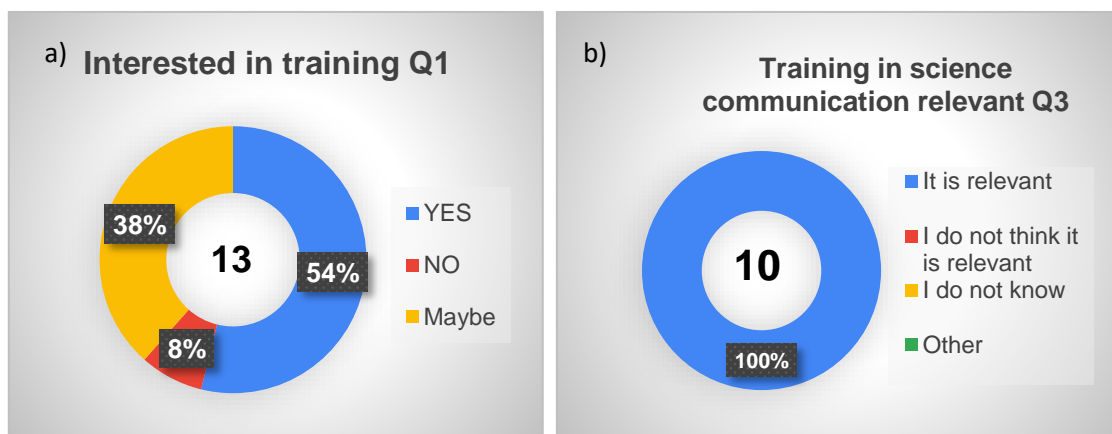 a)
Interested in training Q1
38%
13
54%
8%
YES
NO
Maybe
b)
Training in science
communication relevant Q3
10
100%
It is relevant
I do not think it
is relevant
I do not know
Other